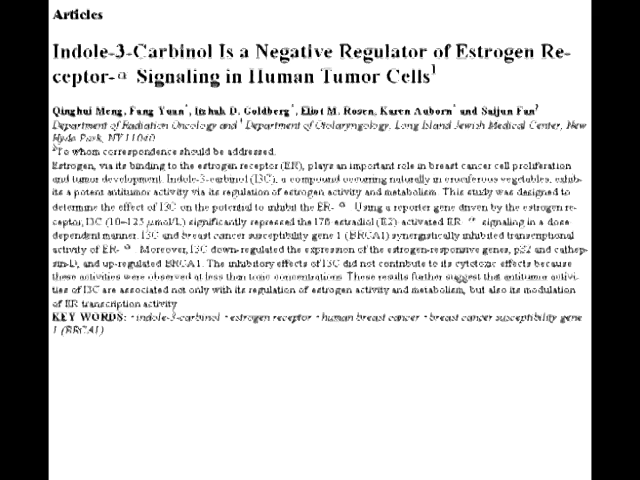 Articles
Indole-3-Carbinol Is a Negative Regulator of Estrogen Re-
ceptor-α Signaling in Human Tumor Cells1
Qinghui Meng, Fang Yuan*, Itzhak D. Goldberg*, Eliot M. Rosen, Karen Auborn* and Saijun Fan2
Department of Radiation Oncology and * Department of Otolaryngology, Long Island Jewish Medical Center, New
Hyde Park, NY 11040
2To whom correspondence should be addressed.
Estrogen, via its binding to the estrogen receptor (ER), plays an important role in breast cancer cell proliferation
and tumor development. Indole-3-carbinol (I3C), a compound occurring naturally in cruciferous vegetables, exhib-
its a potent antitumor activity via its regulation of estrogen activity and metabolism. This study was designed to
determine the effect of I3C on the potential to inhibit the ER- α Using a reporter gene driven by the estrogen re-
ceptor, I3C (10–125 μmol/L) significantly repressed the 17β-estradiol (E2)-activated ER- α signaling in a dose
dependent manner. I3C and breast cancer susceptibility gene 1 (BRCA1) synergistically inhibited transcriptional
activity of ER- α Moreover, I3C down-regulated the expression of the estrogen-responsive genes, pS2 and cathep-
sin-D, and up-regulated BRCA1. The inhibitory effects of I3C did not contribute to its cytotoxic effects because
these activities were observed at less than toxic concentrations. These results further suggest that antitumor activi-
ties of I3C are associated not only with its regulation of estrogen activity and metabolism, but also its modulation
of ER transcription activity
KEY WORDS: • indole-3-carbinol • estrogen receptor • human breast cancer • breast cancer susceptibility gene
1 (BRCA1)